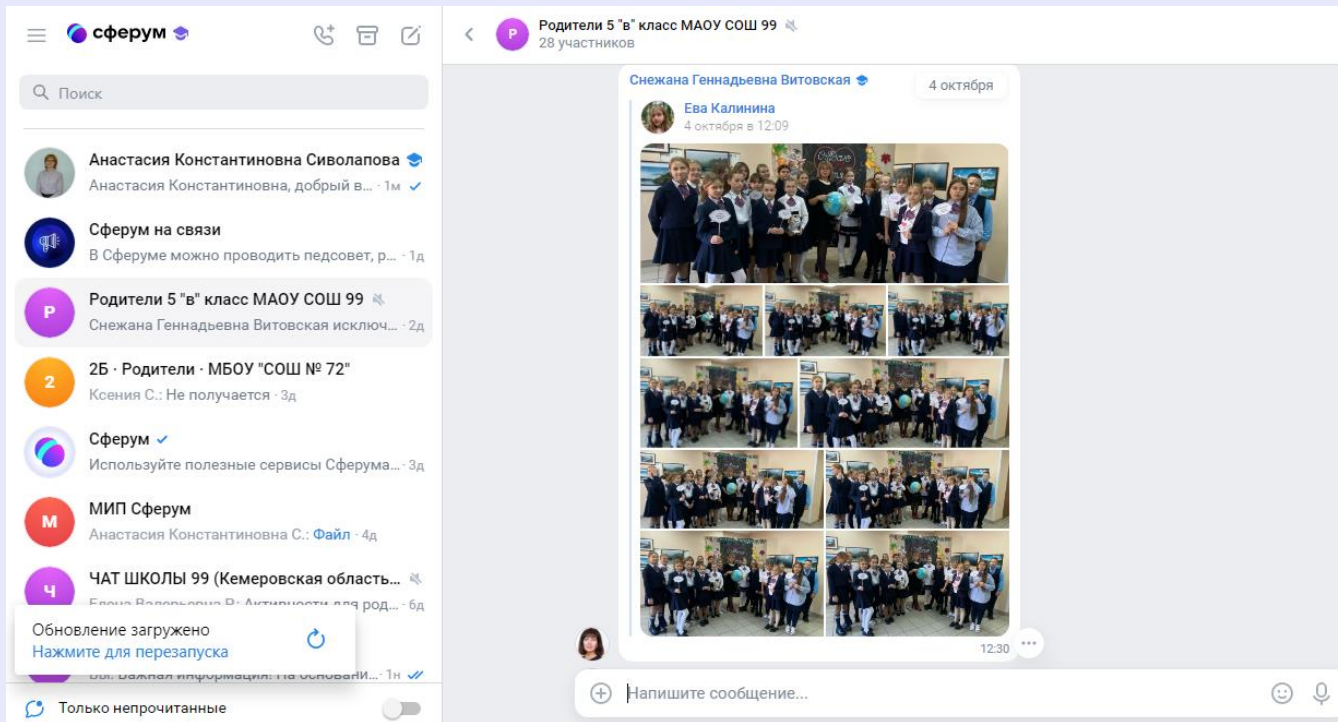 сферум
Поиск
Анастасия Константиновна Сиволапова
Анастасия Константиновна, добрый в... · 1м
Сферум на связи
В Сферуме можно проводить педсовет, р... · 1д
Р
Родители 5 "в" класс МАОУ СОШ 99
Снежана Геннадьевна Витовская исключ... · 2д
2
2Б · Родители · МБОУ "СОШ № 72"
Ксения С.: Не получается · 3д
Сферум
Используйте полезные сервисы Сферума... · 3д
М
МИП Сферум
Анастасия Константиновна С.: Файл · 4д
Ч
ЧАТ ШКОЛЫ 99 (Кемеровская область...
Елена Валерьевна Р.: Активности для род... · 6д
Обновление загружено
Нажмите для перезапуска
Вы: Важная информация! На основани... · 1н
Только непрочитанные
Р
Родители 5 "в" класс МАОУ СОШ 99
28 участников
4 октября
Снежана Геннадьевна Витовская
Ева Калинина
4 октября в 12:09
12:30
Напишите сообщение...